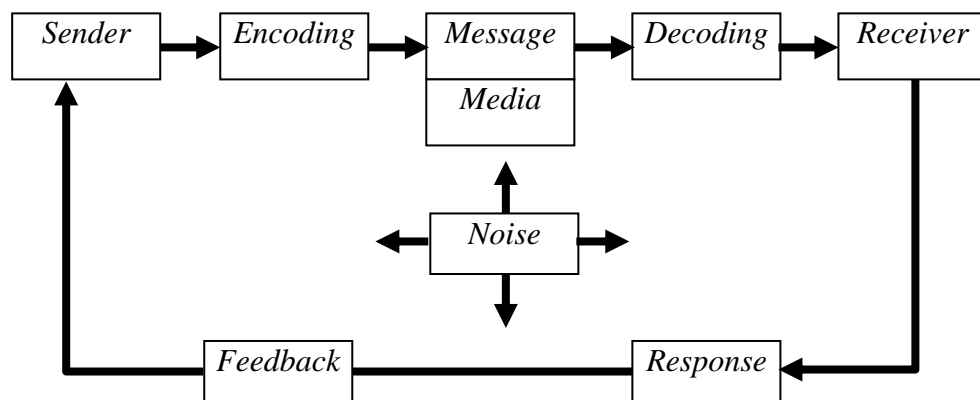 Sender
Encoding
Message
Decoding
Receiver
Media
Noise
Feedback
Response